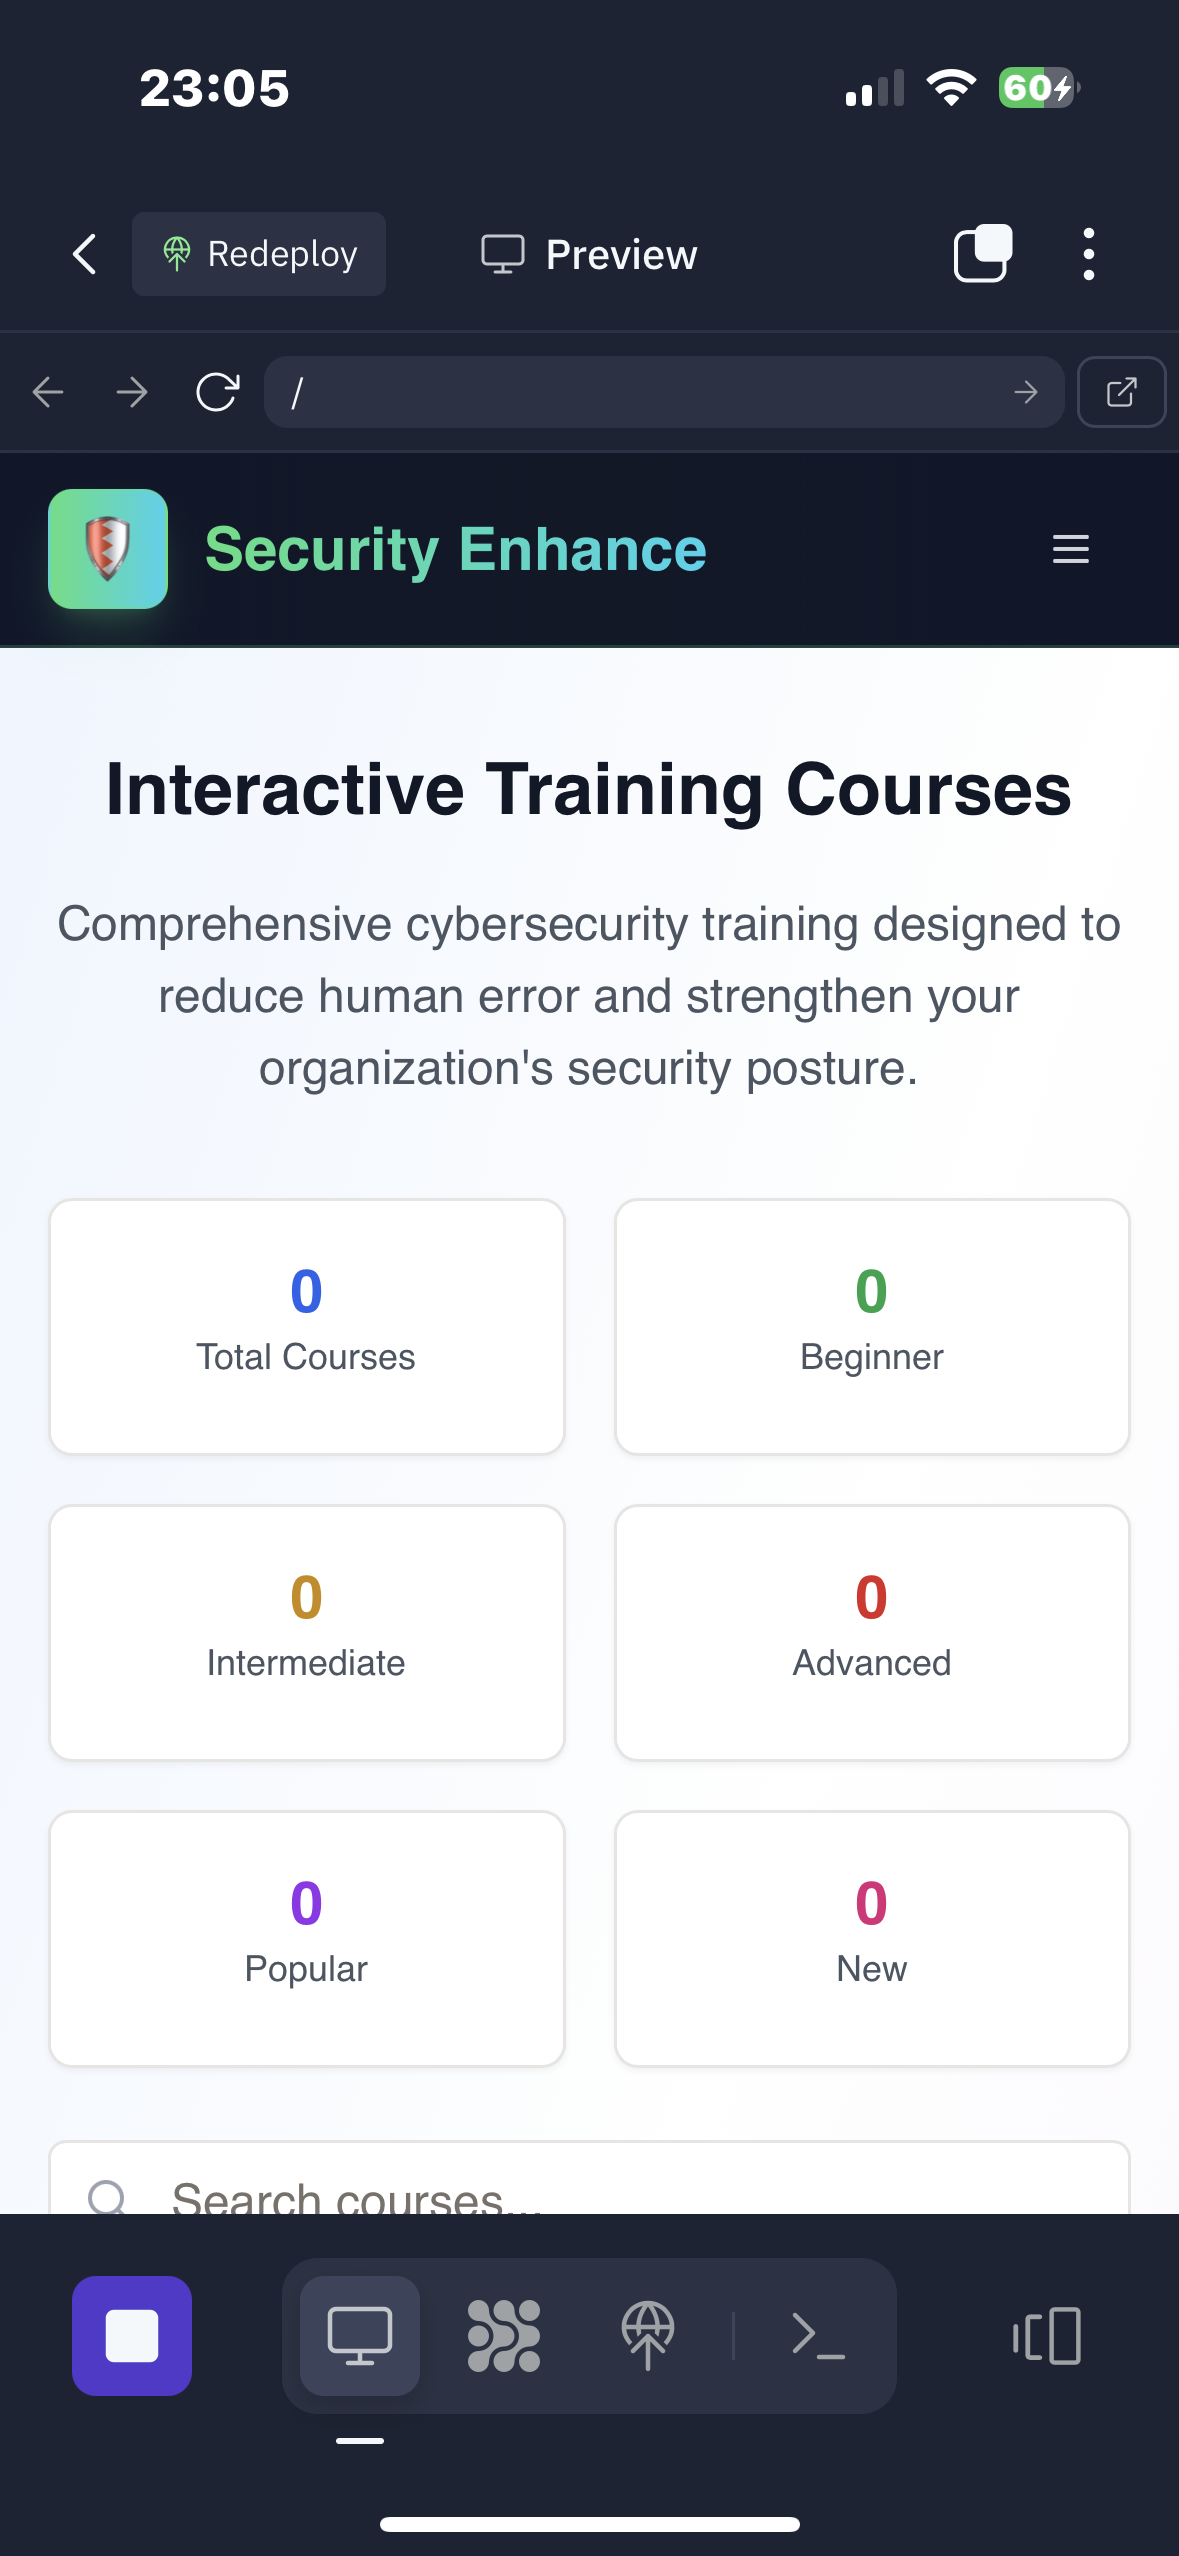 23:05
60
Redeploy
Preview
/
Security Enhance
Interactive Training Courses
Comprehensive cybersecurity training designed to
reduce human error and strengthen your
organization's security posture.
0
Total Courses
0
Beginner
0
Intermediate
0
Advanced
0
Popular
0
New
Search courses...